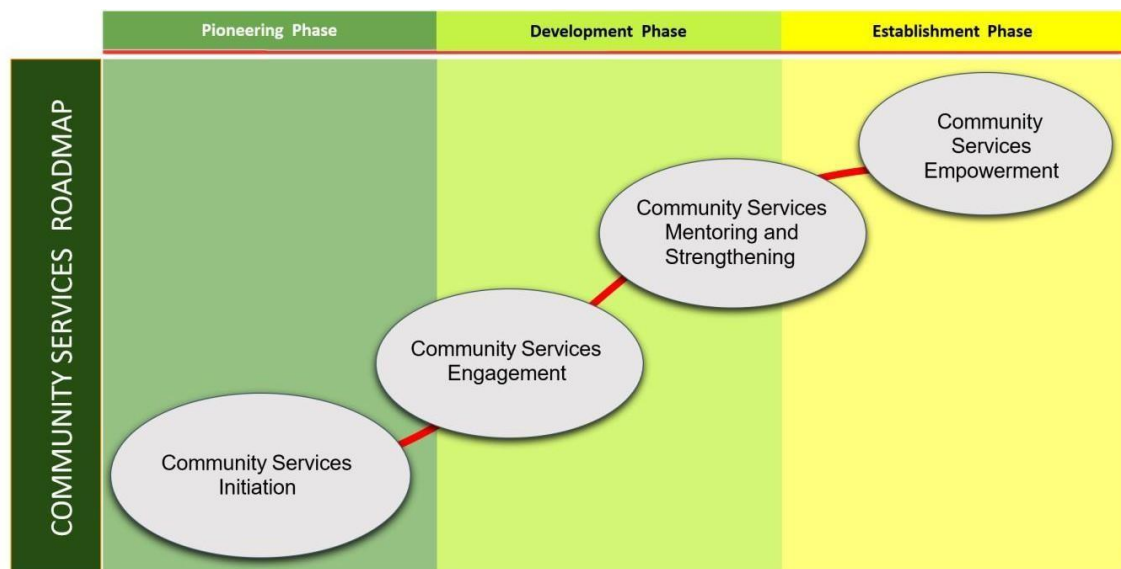 Pioneering Phase
Development Phase
Establishment Phase
COMMUNITY SERVICES ROADMAP
Community
Services
Empowerment
Community Services
Mentoring and
Strengthening
Community Services
Engagement
Community Services
Initiation